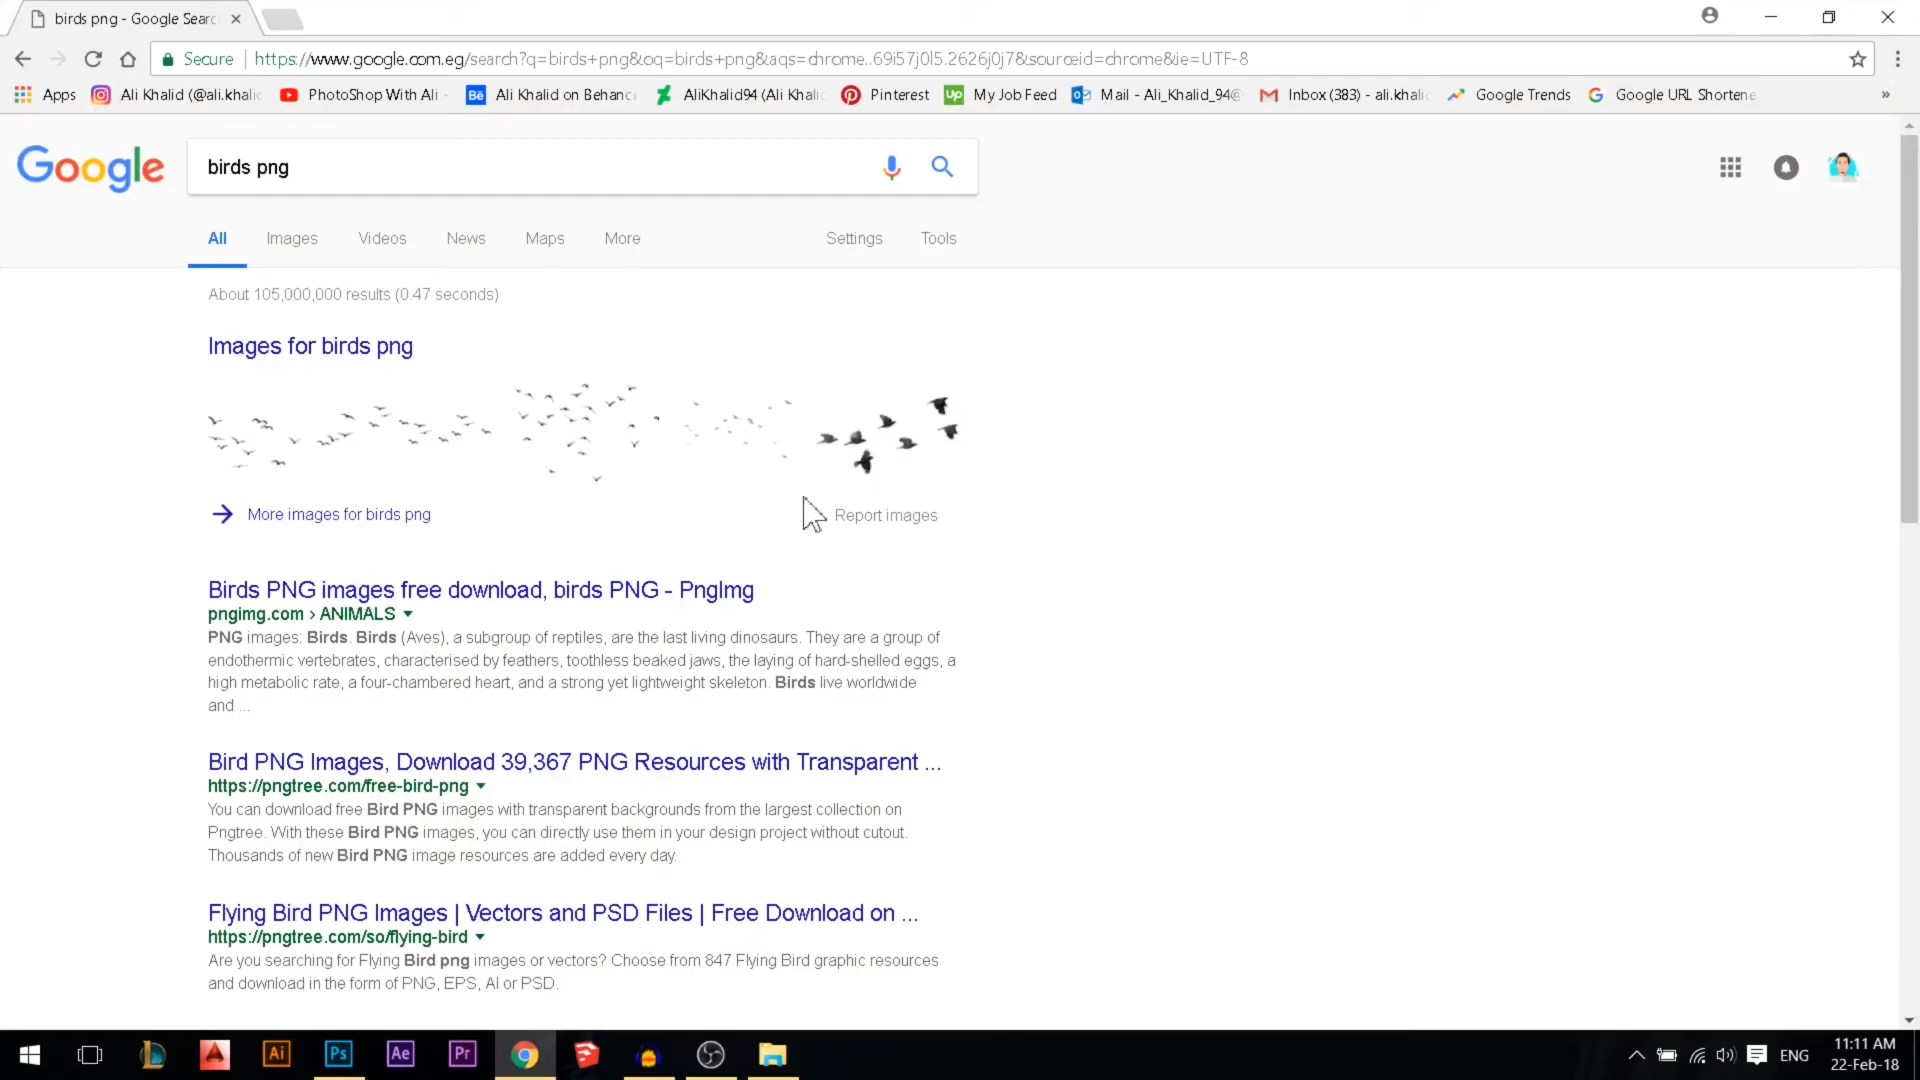 birds png - Google Searc
Secure
https://www.google.com.eg/search?q=birds+png&oq=birds+png&aqs=chrome..69i57j0l5.2626j0j7&sourceid=chrome&ie=UTF-8
Apps
Ali Khalid (@ali.khalid
PhotoShop With Ali -
Bē
Ali Khalid on Behance
AliKhalid94 (Ali Khalid
Pinterest
Up
My Job Feed
Mail - Ali_Khalid_94@
Inbox (383) - ali.khalid
Google Trends
Google URL Shortene
»
Google
birds png
All
Images
Videos
News
Maps
More
Settings
Tools
About 105,000,000 results (0.47 seconds)
Images for birds png
More images for birds png
Report images
Birds PNG images free download, birds PNG - PngImg
pngimg.com › ANIMALS
PNG images: Birds. Birds (Aves), a subgroup of reptiles, are the last living dinosaurs. They are a group of
endothermic vertebrates, characterised by feathers, toothless beaked jaws, the laying of hard-shelled eggs, a
high metabolic rate, a four-chambered heart, and a strong yet lightweight skeleton. Birds live worldwide
and ...
Bird PNG Images, Download 39,367 PNG Resources with Transparent ...
https://pngtree.com/free-bird-png
You can download free Bird PNG images with transparent backgrounds from the largest collection on
Pngtree. With these Bird PNG images, you can directly use them in your design project without cutout.
Thousands of new Bird PNG image resources are added every day.
Flying Bird PNG Images | Vectors and PSD Files | Free Download on ...
https://pngtree.com/so/flying-bird
Are you searching for Flying Bird png images or vectors? Choose from 847 Flying Bird graphic resources
and download in the form of PNG, EPS, AI or PSD.
Ai
Ps
Ae
Pr
ENG
11:11 AM
22-Feb-18